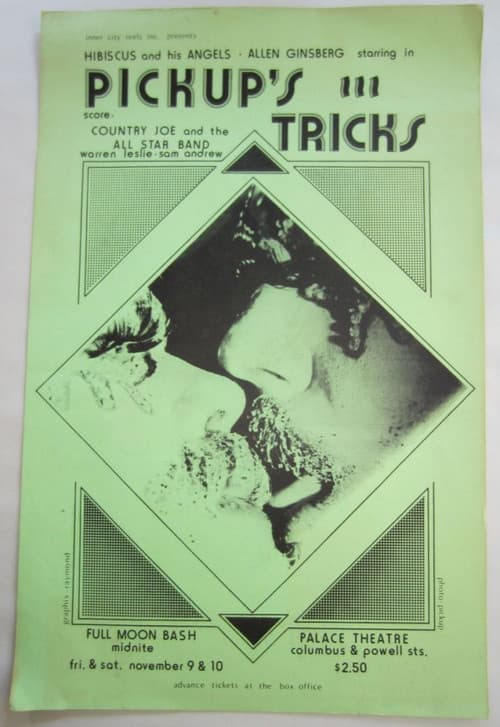 inner city reels inc. presents
HIBISCUS and his ANGELS · ALLEN GINSBERG starring in
PICKUP'S
TRICKS
score·
COUNTRY JOE and the
ALL STAR BAND
warren leslie·sam andrew
graphix raymond
photo pickup
FULL MOON BASH
midnite
fri. & sat. november 9 & 10
PALACE THEATRE
columbus & powell sts.
$2.50
advance tickets at the box office